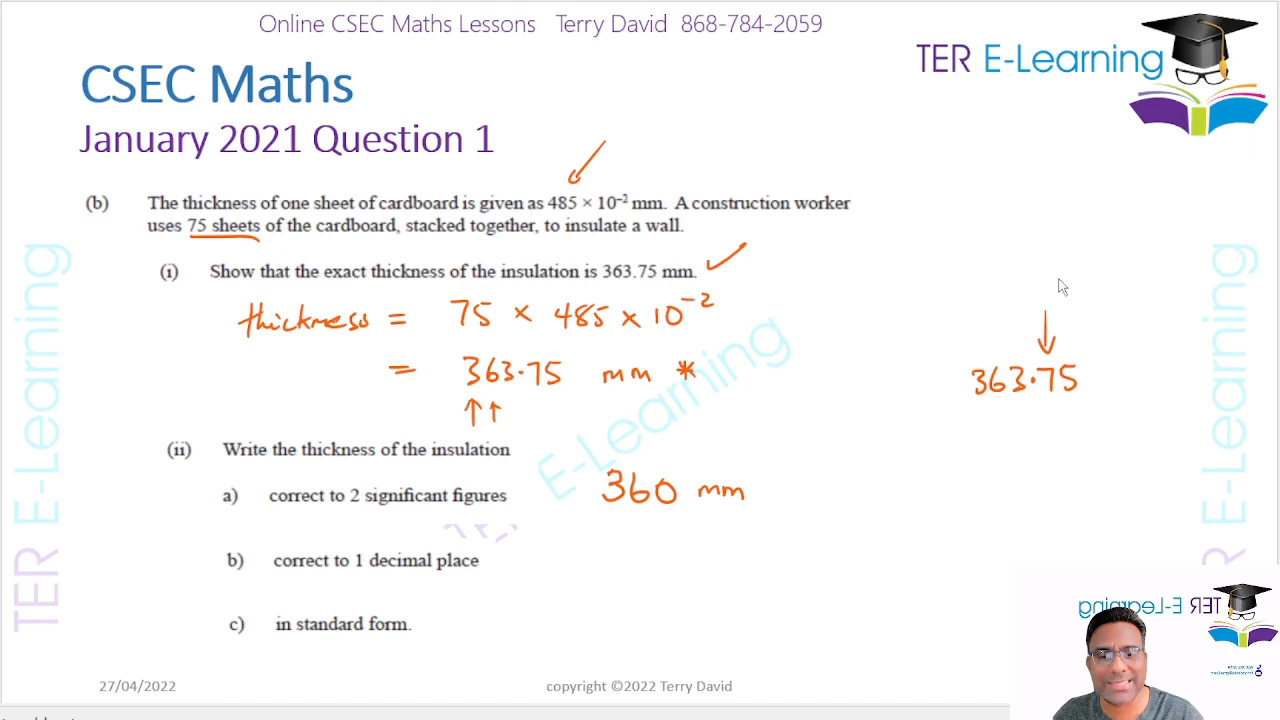 Online CSEC Maths Lessons Terry David 868-784-2059
TER E-Learning
CSEC Maths
January 2021 Question 1
(b) The thickness of one sheet of cardboard is given as 485 × 10⁻² mm. A construction worker
uses 75 sheets of the cardboard, stacked together, to insulate a wall.
(i) Show that the exact thickness of the insulation is 363.75 mm.
thickness = 75 × 485 × 10⁻²
= 363.75 mm *
363.75
(ii) Write the thickness of the insulation
a) correct to 2 significant figures
360 mm
b) correct to 1 decimal place
c) in standard form.
TER E-Learning
E-Learning
E-Learning
TER E-Learning
27/04/2022
copyright ©2022 Terry David